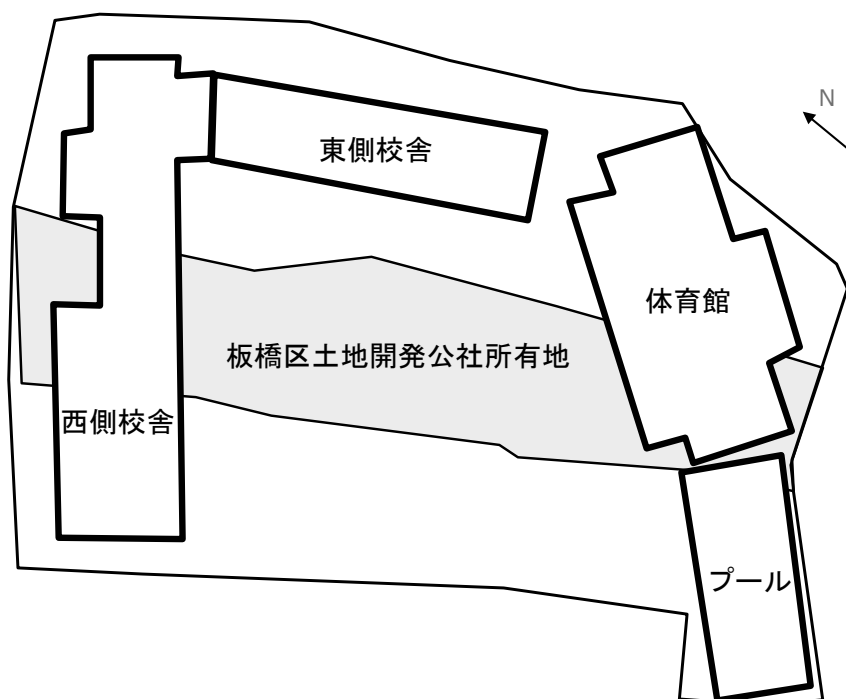 N
東側校舎
体育館
板橋区土地開発公社所有地
西側校舎
プール